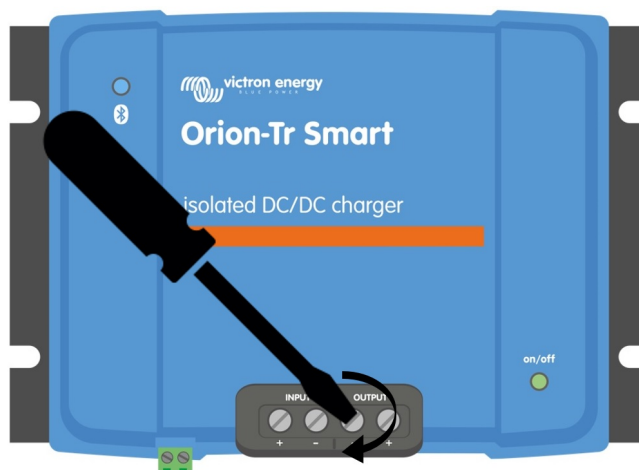 victron energy
BLUE POWER
Orion-Tr Smart
isolated DC/DC charger
on/off
INPUT OUTPUT
+ - - +